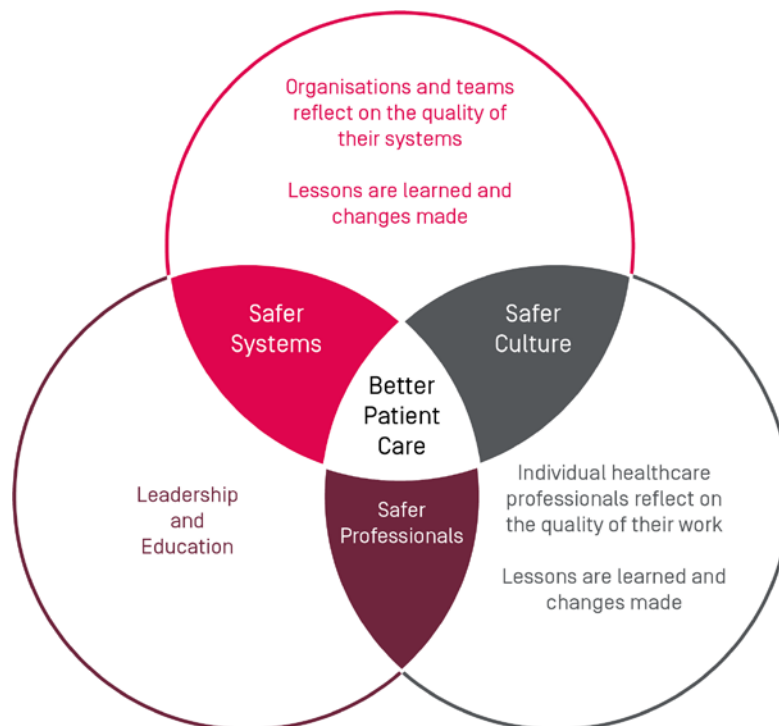 Organisations and teams
reflect on the quality of
their systems
Lessons are learned and
changes made
Safer
Systems
Safer
Culture
Better
Patient
Care
Leadership
and
Education
Safer
Professionals
Individual healthcare
professionals reflect on
the quality of their work
Lessons are learned and
changes made